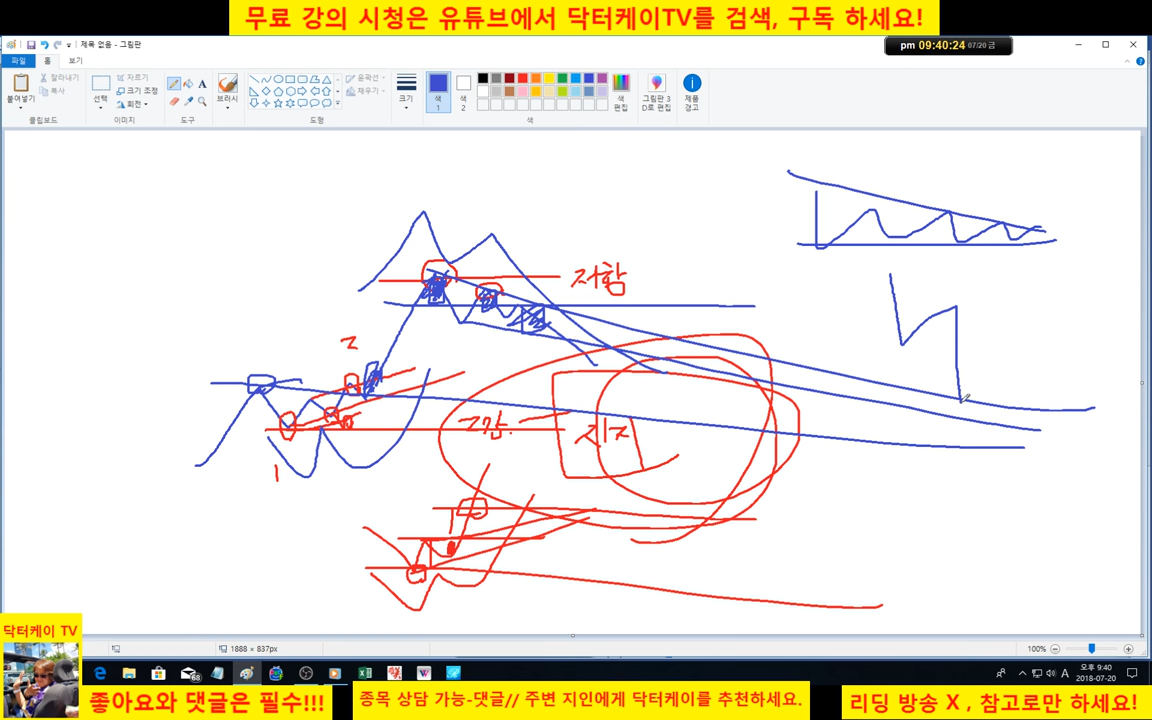 무료 강의 시청은 유튜브에서 닥터케이TV를 검색, 구독 하세요!
제목 없음 - 그림판
pm 09:40:24 07/20 금
파일 홈 보기
붙여넣기
잘라내기
복사
클립보드
선택
자르기
크기 조정
회전
이미지
A
도구
브러시
윤곽선
채우기
도형
크기
색 1
색 2
색 편집
색
그림판 3D로 편집
제품 경고
저항
2
지지
1
1888 × 837px
100%
닥터케이 TV
68
A
오후 9:40
2018-07-20
좋아요와 댓글은 필수!!!
종목 상담 가능-댓글// 주변 지인에게 닥터케이를 추천하세요.
리딩 방송 X , 참고로만 하세요!